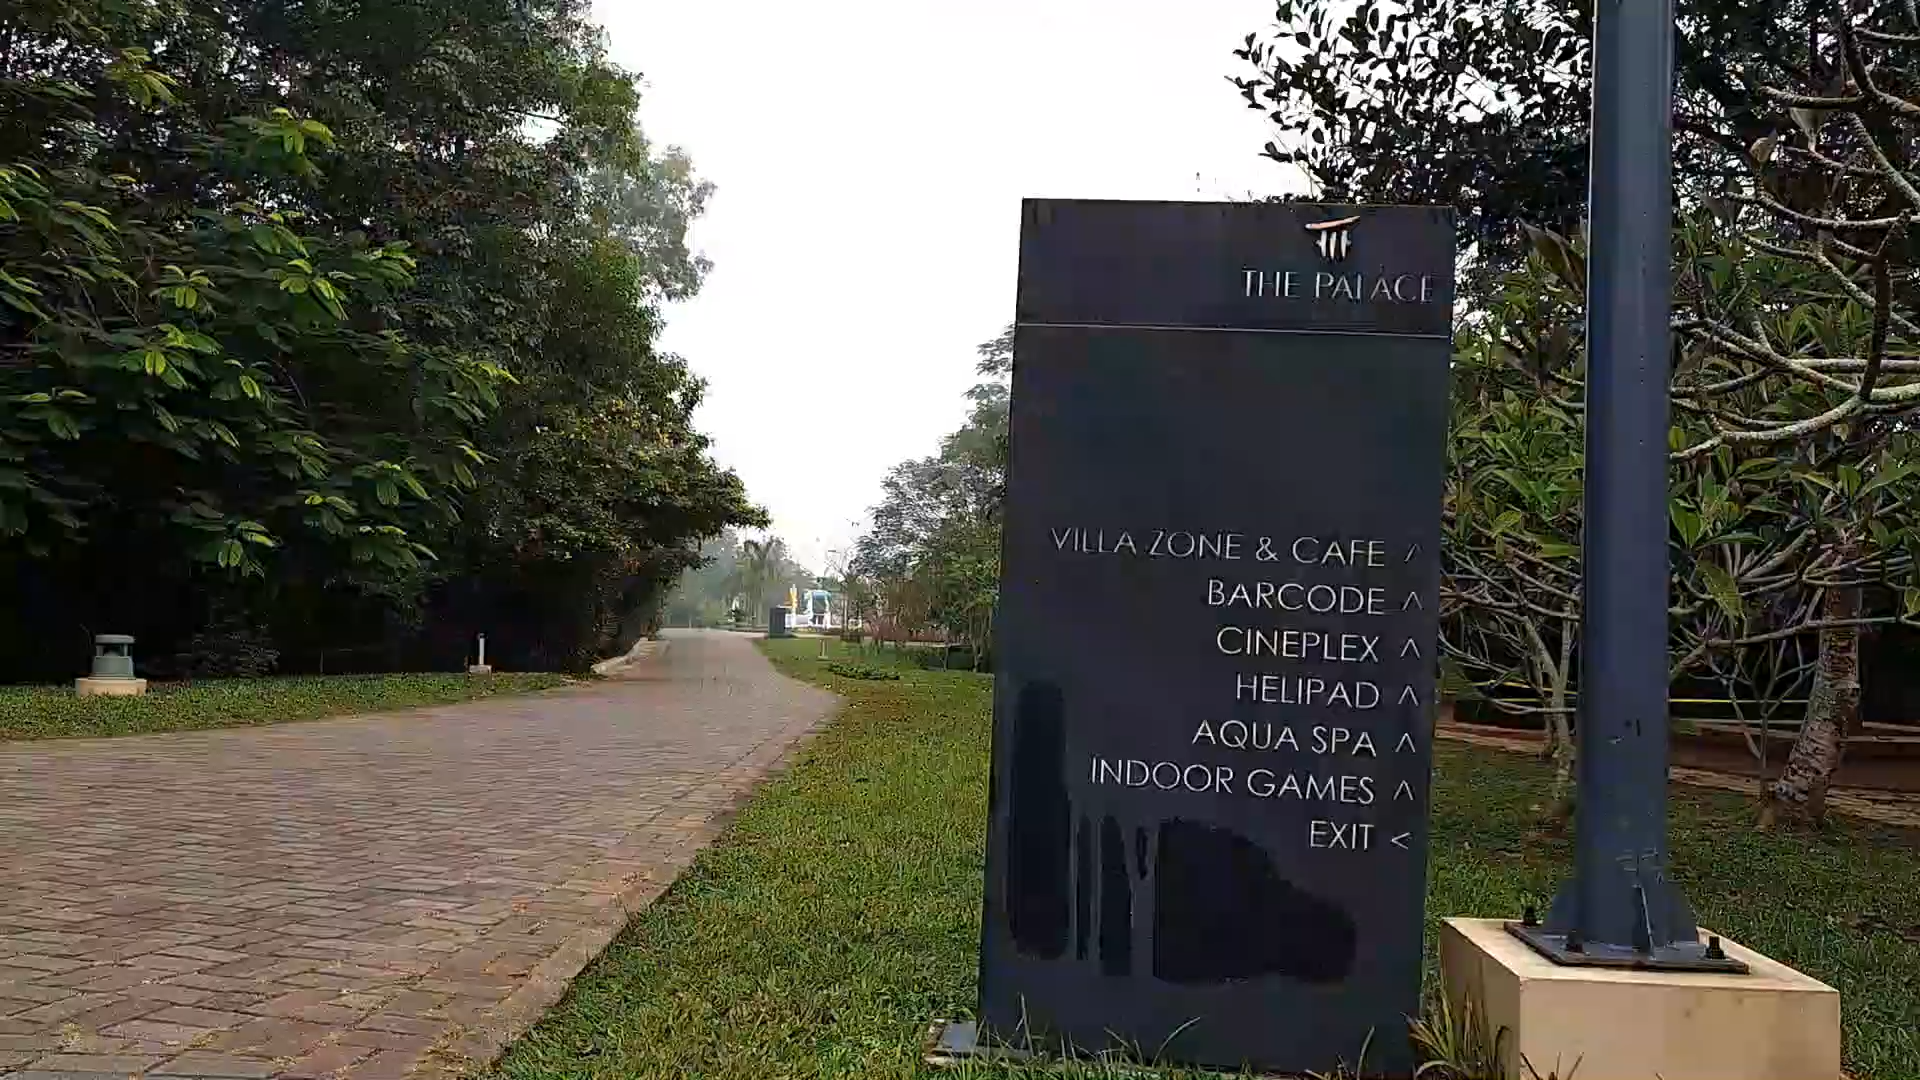 THE PALACE
VILLA ZONE & CAFE ^
BARCODE ^
CINEPLEX ^
HELIPAD ^
AQUA SPA ^
INDOOR GAMES ^
EXIT <